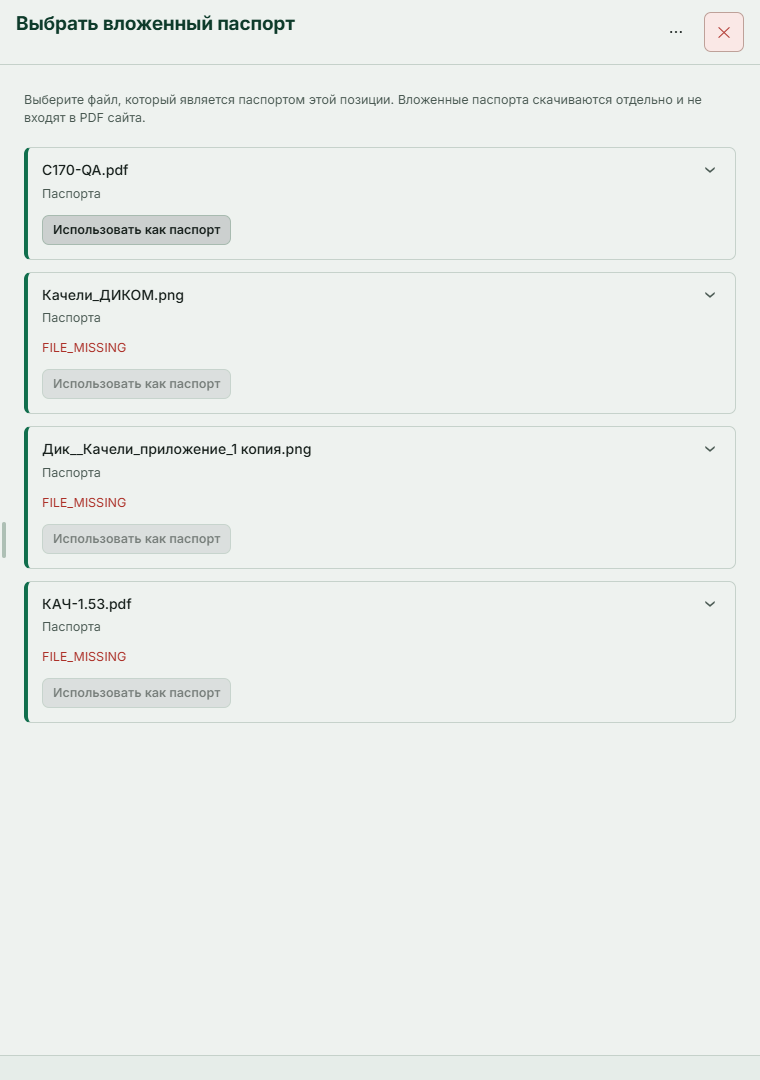 Выбрать вложенный паспорт
...
Выберите файл, который является паспортом этой позиции. Вложенные паспорта скачиваются отдельно и не
входят в PDF сайта.
C170-QA.pdf
Паспорта
Использовать как паспорт
Качели_ДИКОМ.png
Паспорта
FILE_MISSING
Использовать как паспорт
Дик__Качели_приложение_1 копия.png
Паспорта
FILE_MISSING
Использовать как паспорт
КАЧ-1.53.pdf
Паспорта
FILE_MISSING
Использовать как паспорт